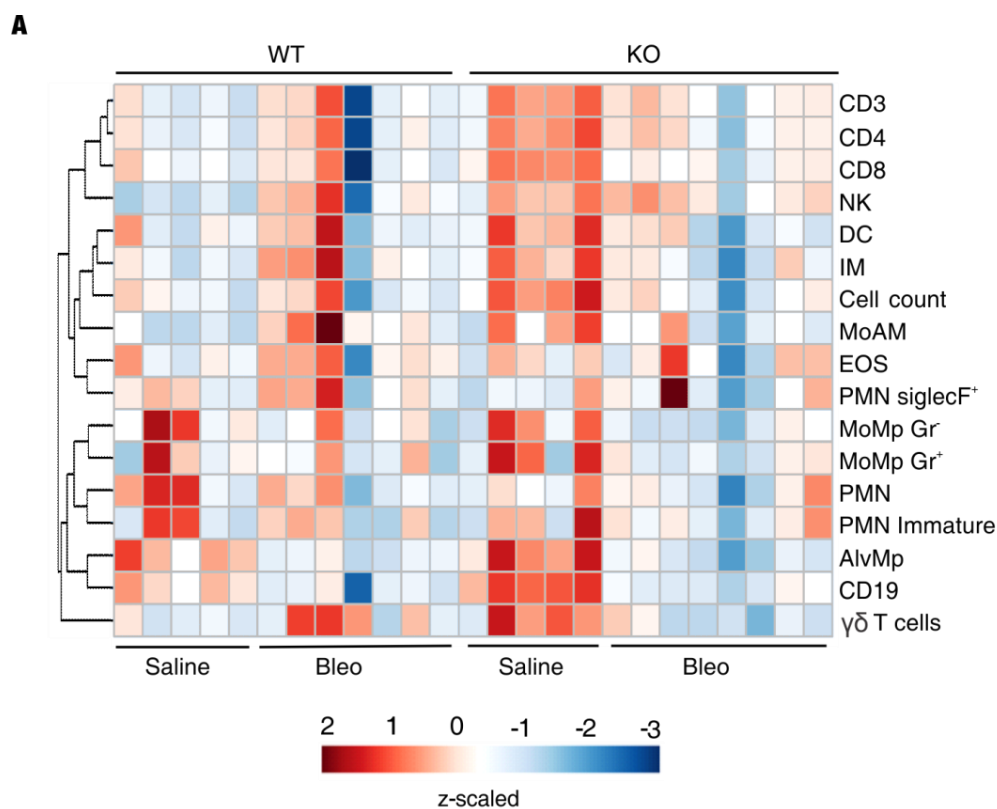 A
WT KO
CD3
CD4
CD8
NK
DC
IM
Cell count
MoAM
EOS
PMN siglecF⁺
MoMp Gr⁻
MoMp Gr⁺
PMN
PMN Immature
AlvMp
CD19
γδ T cells
Saline Bleo Saline Bleo
2 1 0 -1 -2 -3
z-scaled